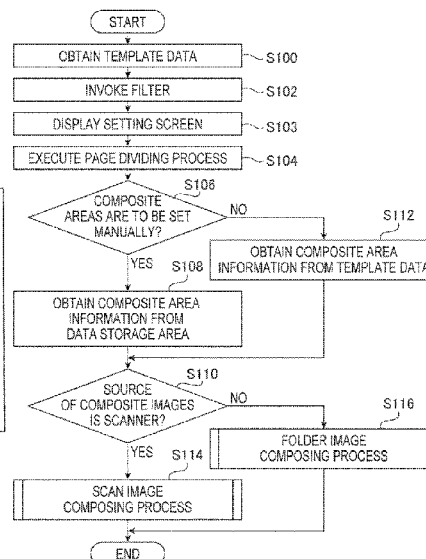 START
OBTAIN TEMPLATE DATA
S100
INVOKE FILTER
S102
DISPLAY SETTING SCREEN
S103
EXECUTE PAGE DIVIDING PROCESS
S104
S106
COMPOSITE
AREAS ARE TO BE SET
MANUALLY?
NO
S112
YES
OBTAIN COMPOSITE AREA
INFORMATION FROM TEMPLATE DATA
S108
OBTAIN COMPOSITE AREA
INFORMATION FROM
DATA STORAGE AREA
S110
SOURCE
OF COMPOSITE IMAGES
IS SCANNER?
NO
S116
YES
FOLDER IMAGE
COMPOSING PROCESS
S114
SCAN IMAGE
COMPOSING PROCESS
END